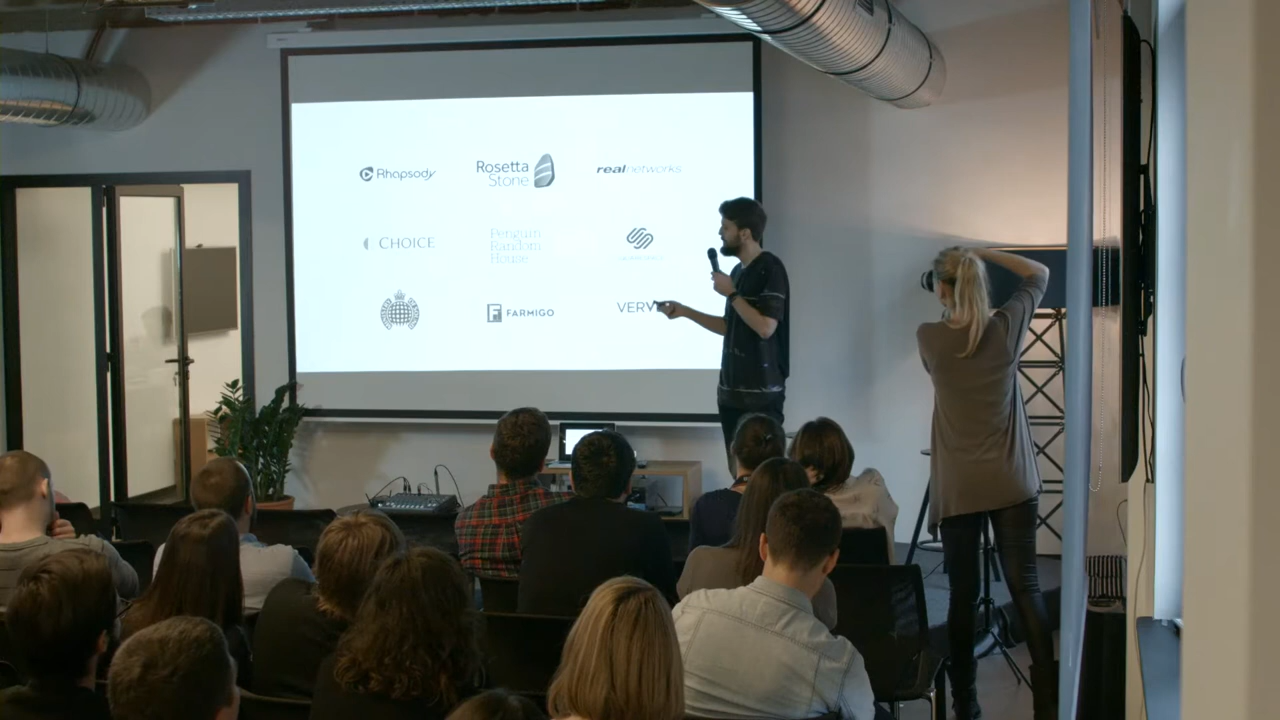 Rhapsody
Rosetta
Stone
realnetworks
CHOICE
Penguin
Random
House
FARMIGO
VERV